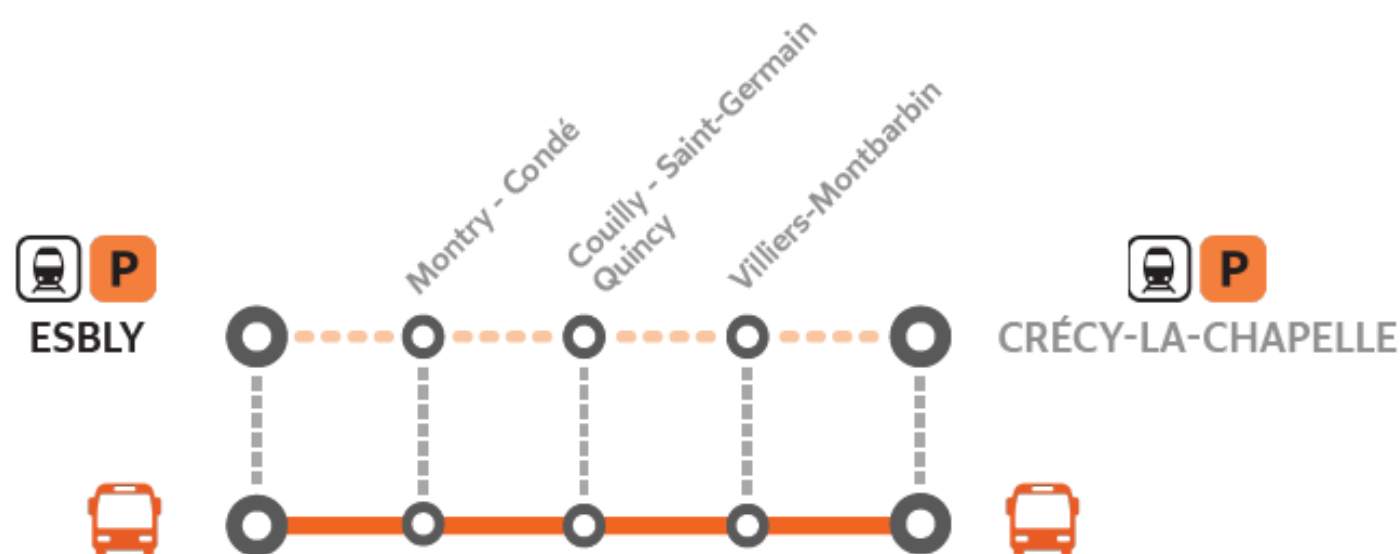 Montry - Condé
Couilly - Saint-Germain
Quincy
Villiers-Montbarbin
P
ESBLY
P
CRÉCY-LA-CHAPELLE